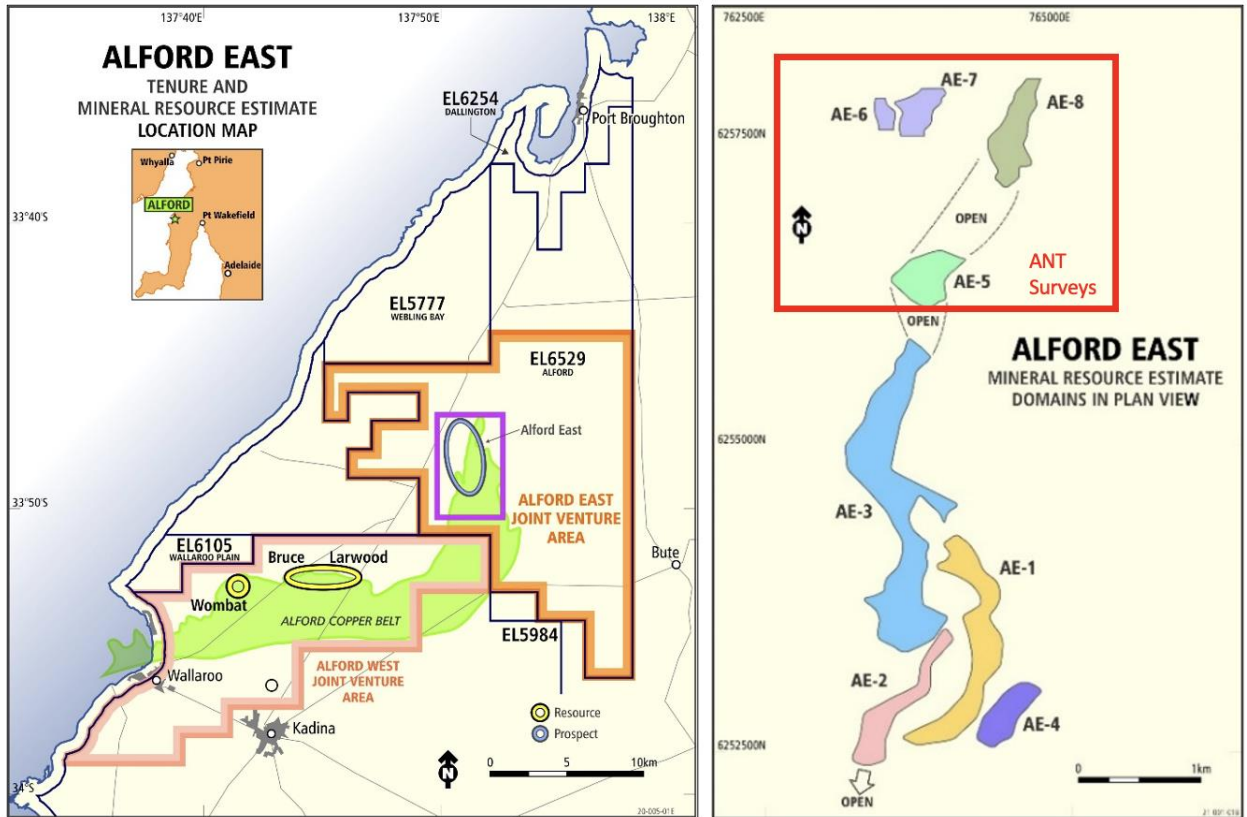 137°40'E
137°50'E
138°E
ALFORD EAST
TENURE AND
MINERAL RESOURCE ESTIMATE
LOCATION MAP
Whyalla
Pt Pirie
ALFORD
Pt Wakefield
Adelaide
EL6254
DALLINGTON
Port Broughton
33°40'S
EL5777
WEBLING BAY
EL6529
ALFORD
Alford East
ALFORD EAST
JOINT VENTURE
AREA
33°50'S
EL6105
WALLAROO PLAIN
Bruce
Larwood
Wombat
Bute
ALFORD COPPER BELT
EL5984
ALFORD WEST
JOINT VENTURE
AREA
Wallaroo
Kadina
Resource
Prospect
N
0 5 10km
34°S
20-005-01E
762500E
765000E
AE-7
AE-6
AE-8
6257500N
N
OPEN
AE-5
ANT
Surveys
OPEN
ALFORD EAST
MINERAL RESOURCE ESTIMATE
DOMAINS IN PLAN VIEW
6255000N
AE-3
AE-1
AE-2
AE-4
6252500N
0 1km
OPEN